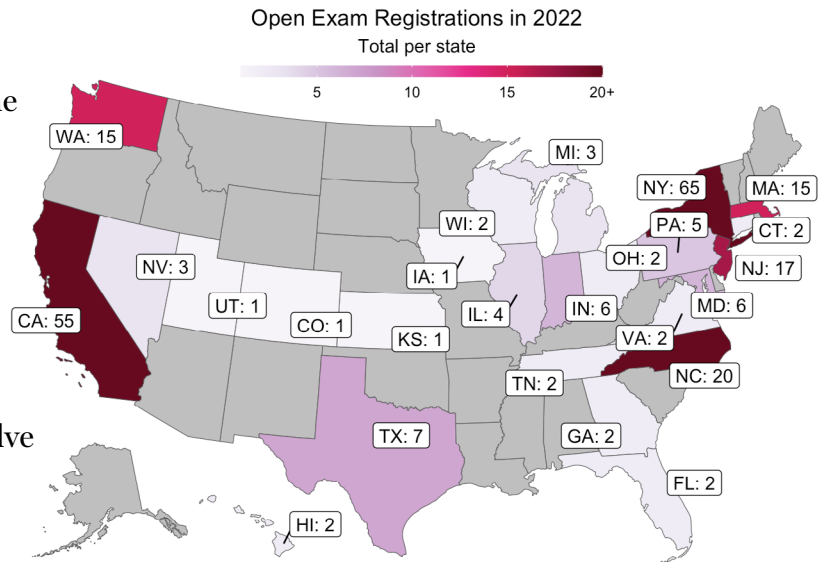 Open Exam Registrations in 2022
Total per state
5 10 15 20+
WA: 15
MI: 3
NY: 65
MA: 15
WI: 2
PA: 5
CT: 2
NV: 3
OH: 2
NJ: 17
IA: 1
UT: 1
IL: 4
IN: 6
MD: 6
CA: 55
CO: 1
KS: 1
VA: 2
TN: 2
NC: 20
TX: 7
GA: 2
lve
FL: 2
HI: 2